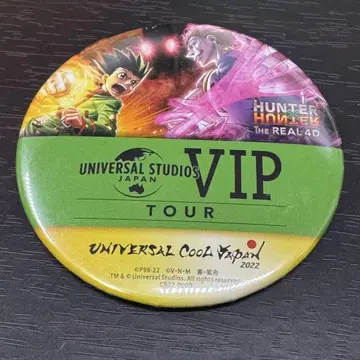 HUNTER
HUNTER
THE REAL 4D
UNIVERSAL STUDIOS
JAPAN
VIP
TOUR
UNIVERSAL COOL JAPAN
2022
©P98-22 ©V・N・M
TM & © Universal Studios. All rights reserved.